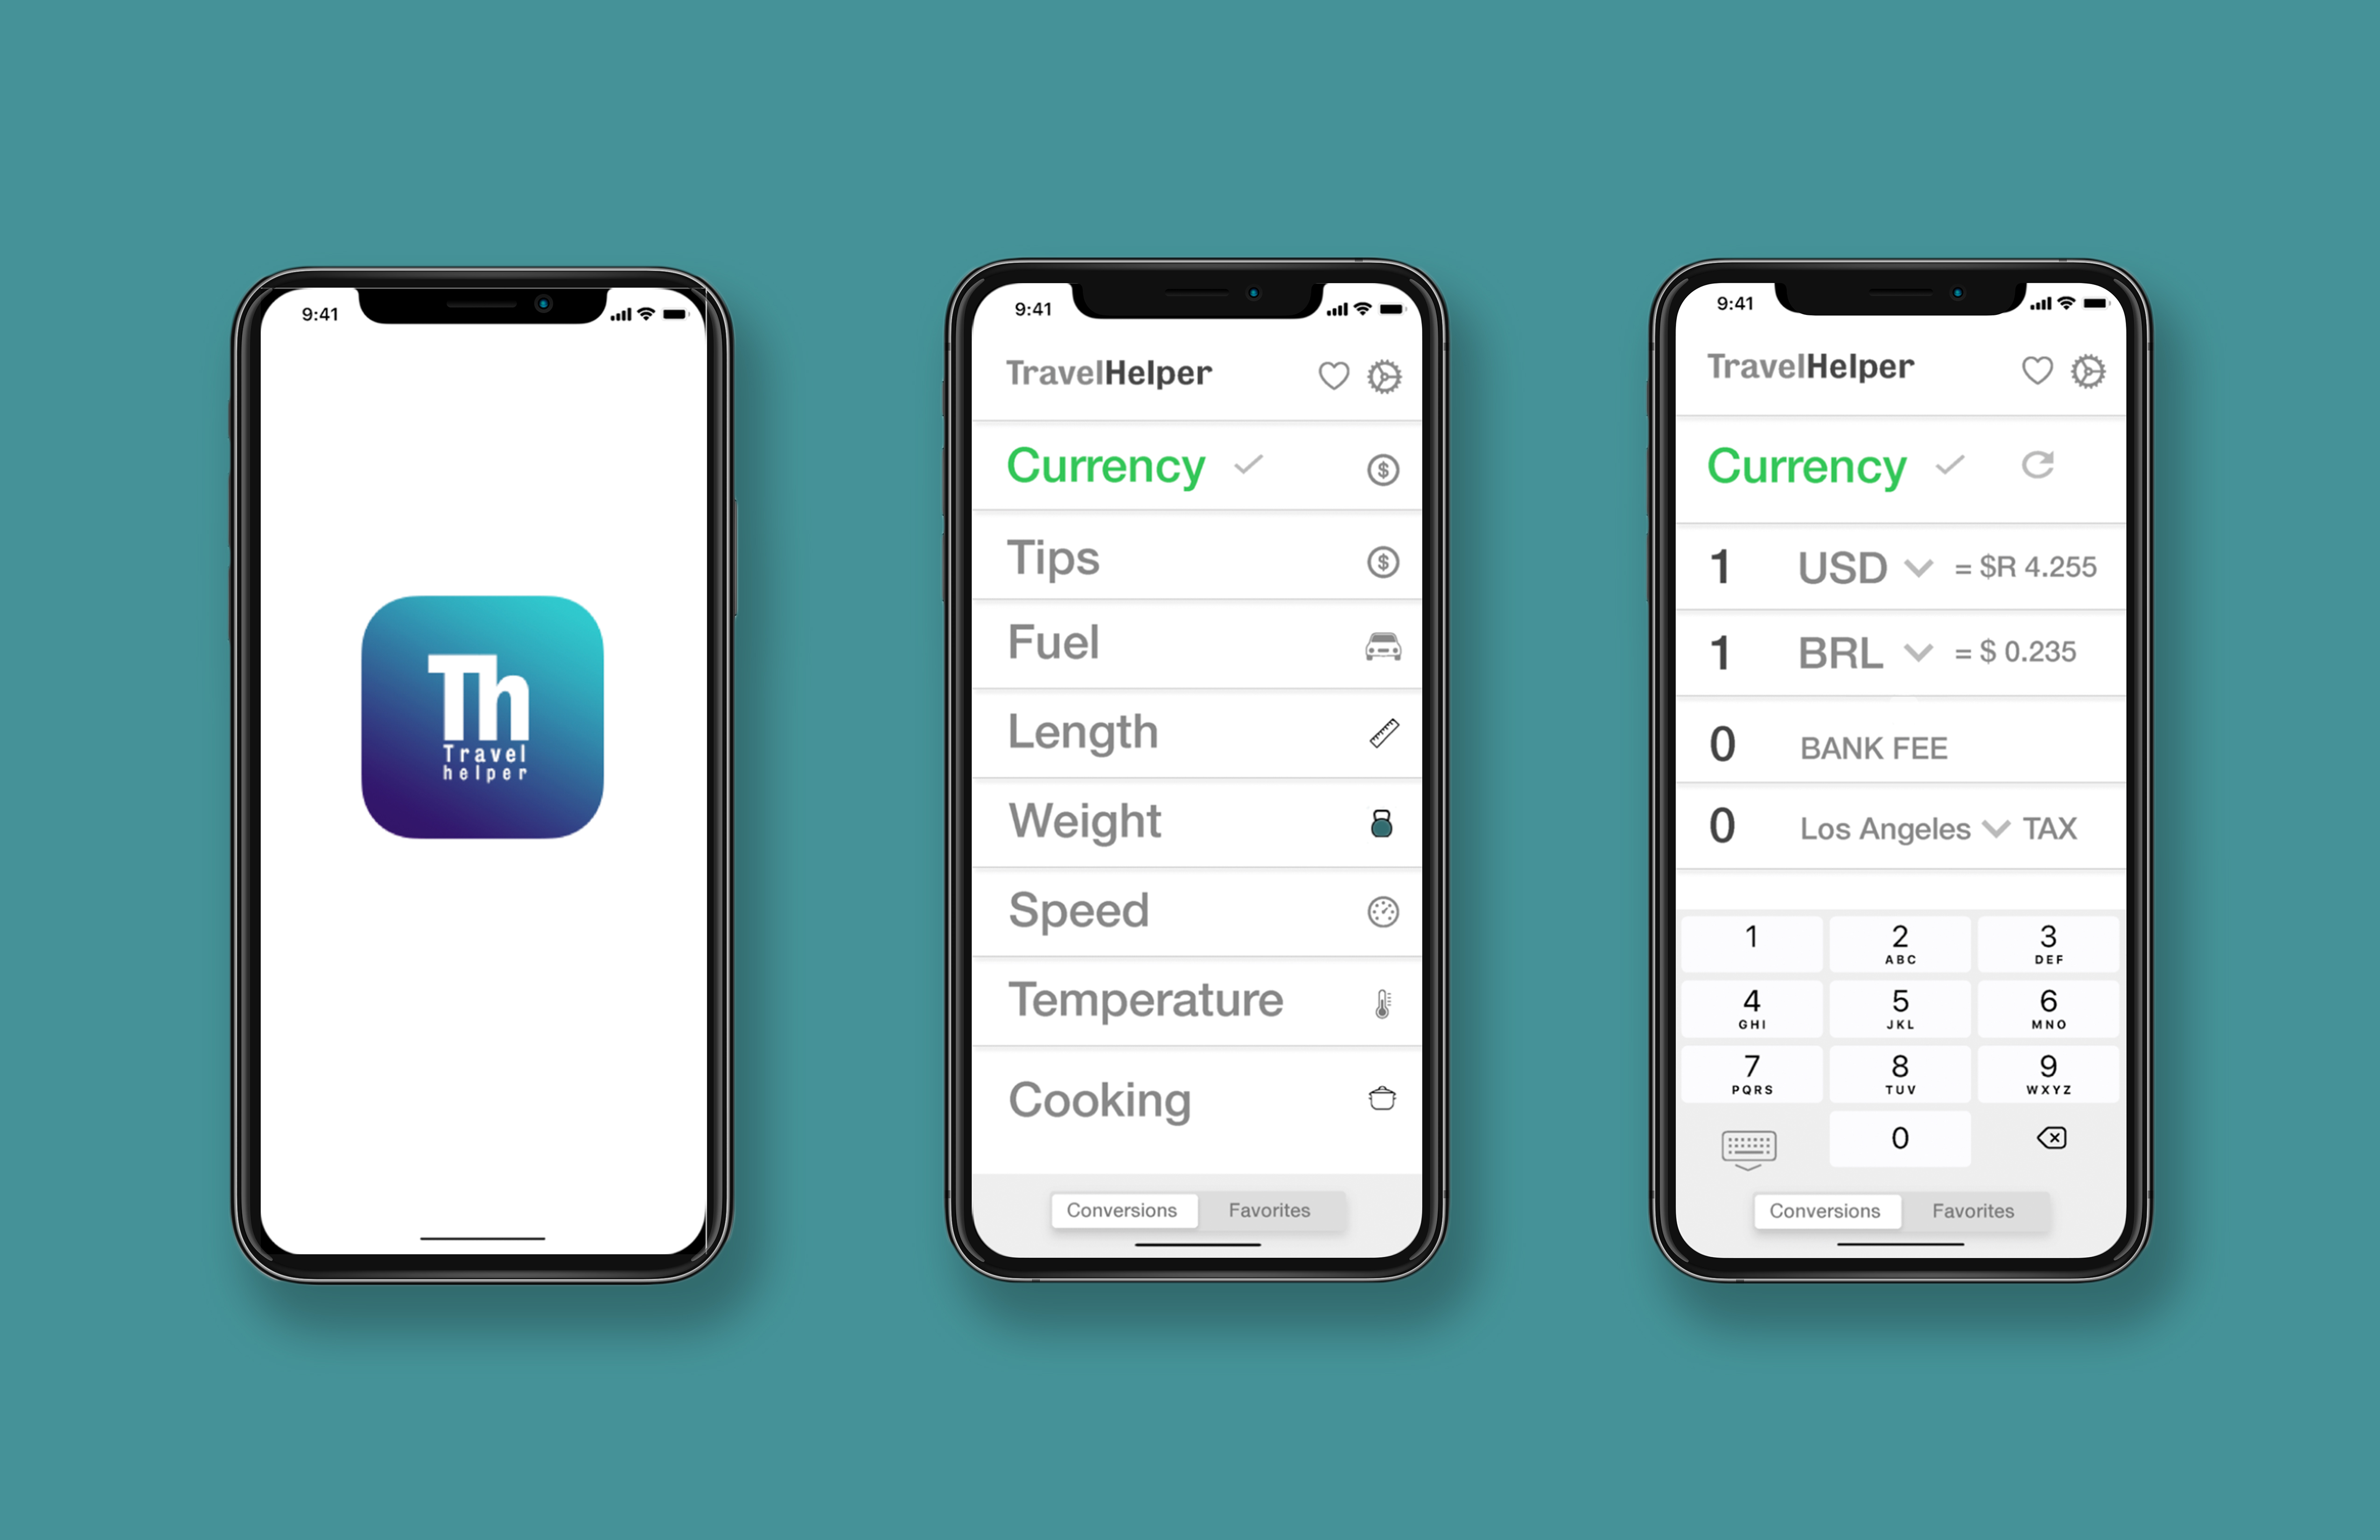 9:41
Th
Travel
helper
9:41
TravelHelper
Currency
Tips
Fuel
Length
Weight
Speed
Temperature
Cooking
Conversions Favorites
9:41
TravelHelper
Currency
1 USD = $R 4.255
1 BRL = $ 0.235
0 BANK FEE
0 Los Angeles TAX
1 2 3
ABC DEF
4 5 6
GHI JKL MNO
7 8 9
PQRS TUV WXYZ
0
Conversions Favorites